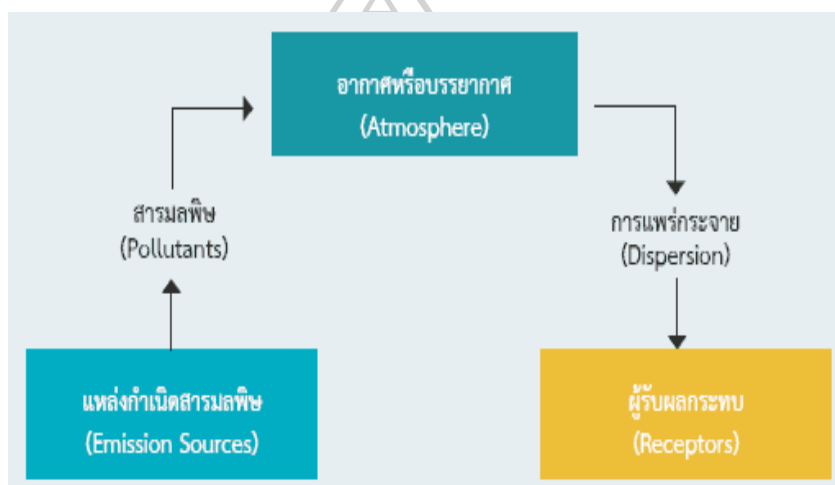 อากาศหรือบรรยากาศ
(Atmosphere)
สารมลพิษ
(Pollutants)
การแพร่กระจาย
(Dispersion)
แหล่งกำเนิดสารมลพิษ
(Emission Sources)
ผู้รับผลกระทบ
(Receptors)